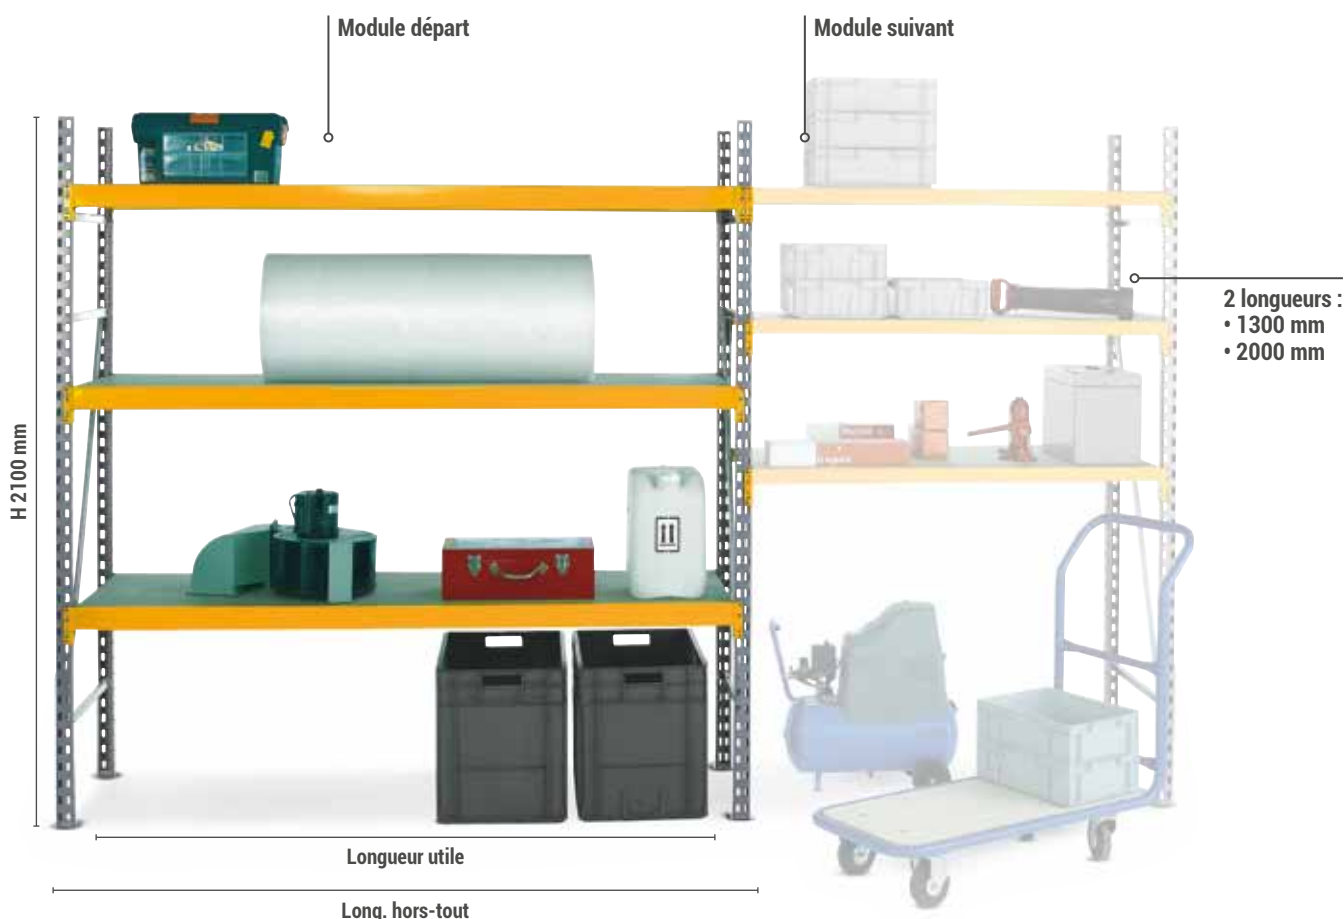 Module départ
Module suivant
2 longueurs :
• 1300 mm
• 2000 mm
H 2100 mm
Longueur utile
Long. hors-tout